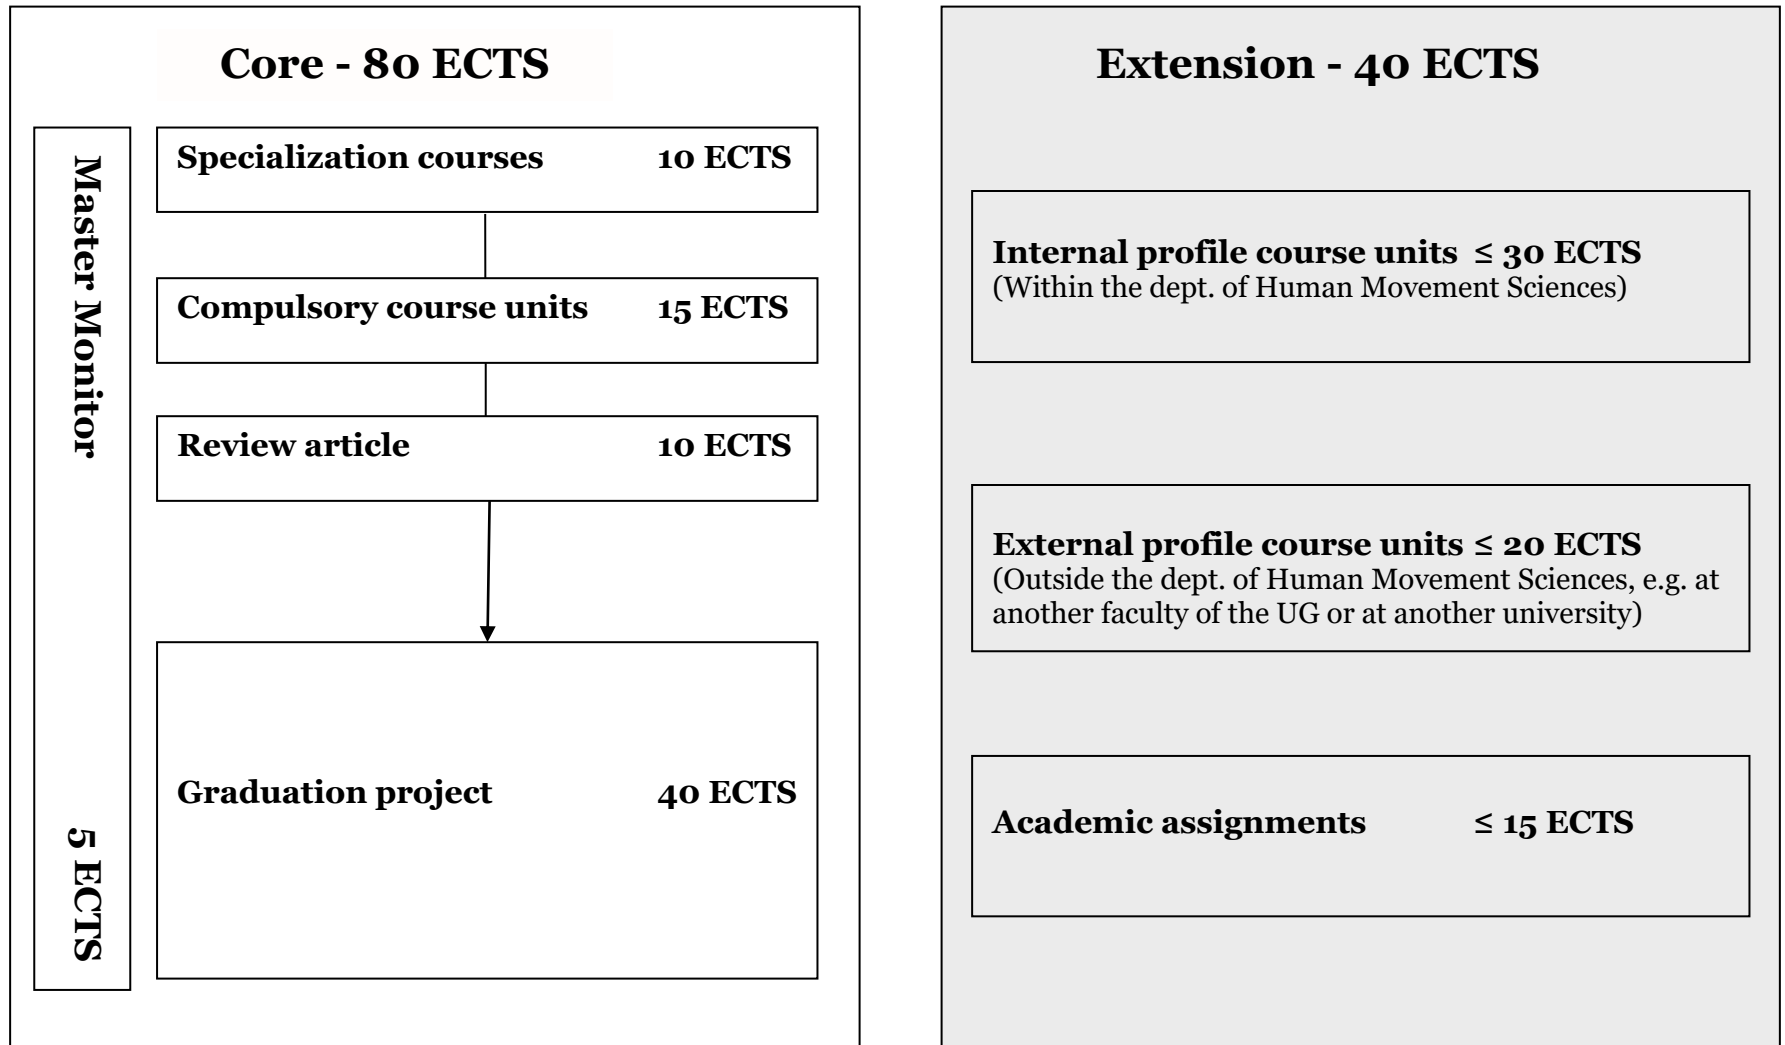 Core - 80 ECTS
Master Monitor 5 ECTS
Specialization courses 10 ECTS
Compulsory course units 15 ECTS
Review article 10 ECTS
Graduation project 40 ECTS
Extension - 40 ECTS
Internal profile course units ≤ 30 ECTS
(Within the dept. of Human Movement Sciences)
External profile course units ≤ 20 ECTS
(Outside the dept. of Human Movement Sciences, e.g. at
another faculty of the UG or at another university)
Academic assignments ≤ 15 ECTS